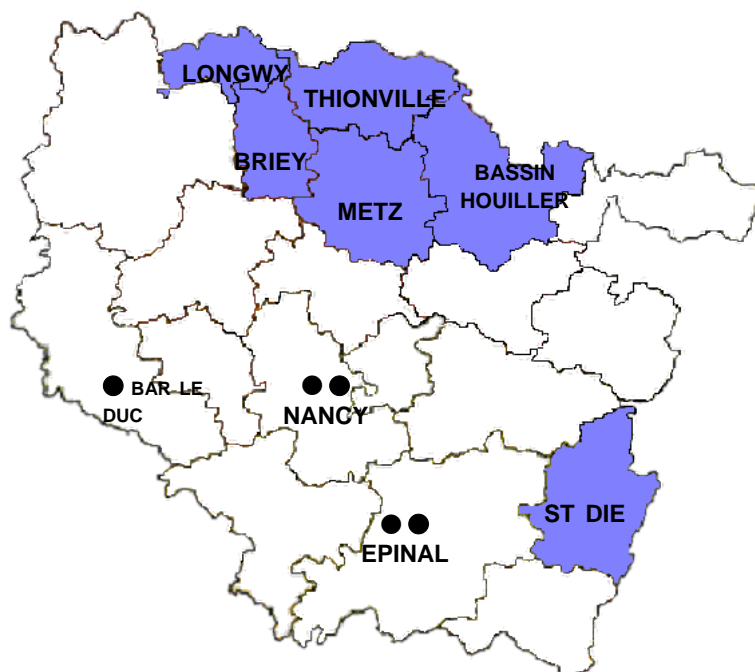 LONGWY
THIONVILLE
BRIEY
BASSIN
HOUILLER
METZ
BAR LE
DUC
NANCY
ST DIE
EPINAL